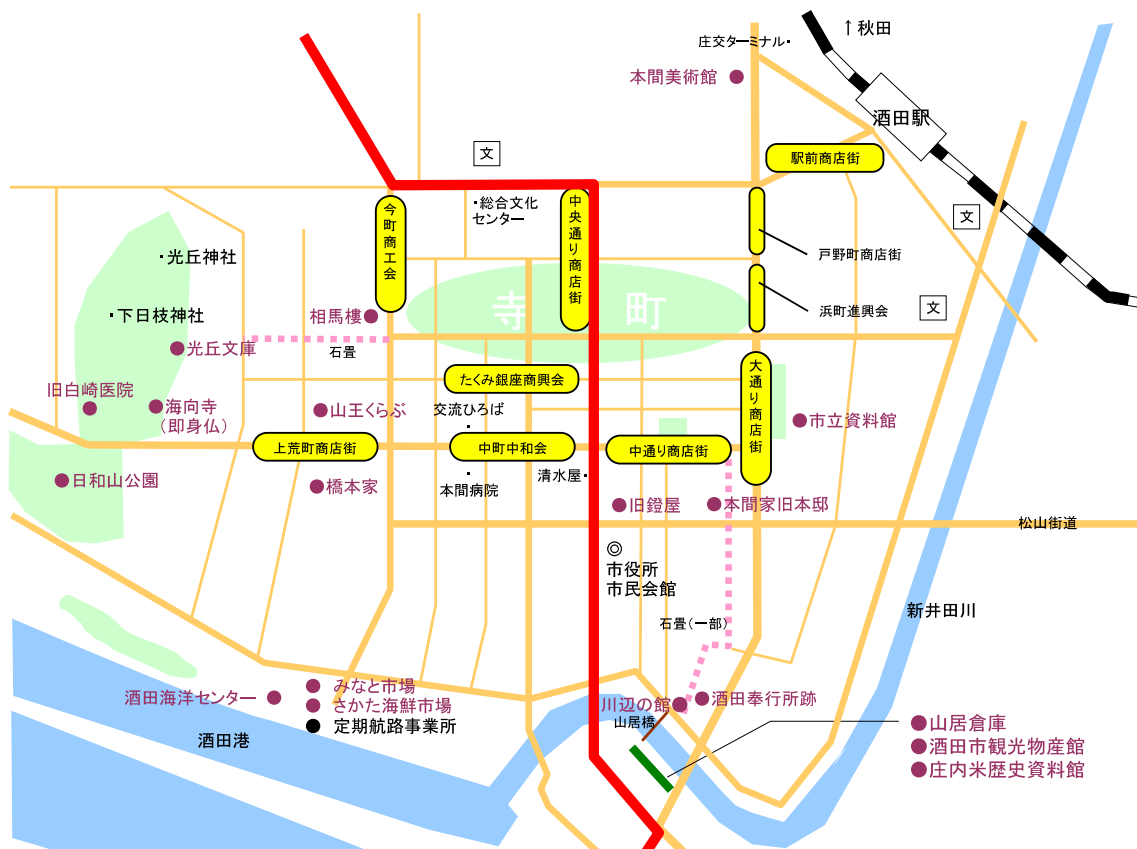 ↑秋田
庄交ターミナル
本間美術館
酒田駅
文
駅前商店街
今町商工会
総合文化
センター
中央通り商店街
文
戸野町商店街
光丘神社
寺町
浜町進興会
文
下日枝神社
相馬樓
光丘文庫
石畳
大通り商店街
たくみ銀座商興会
旧白崎医院
海向寺
(即身仏)
山王くらぶ
交流ひろば
市立資料館
上荒町商店街
中町中和会
中通り商店街
日和山公園
橋本家
本間病院
清水屋
旧鐙屋
本間家旧本邸
松山街道
◎
市役所
市民会館
新井田川
石畳(一部)
酒田海洋センター
みなと市場
さかた海鮮市場
定期航路事業所
川辺の館
酒田奉行所跡
山居橋
酒田港
山居倉庫
酒田市観光物産館
庄内米歴史資料館